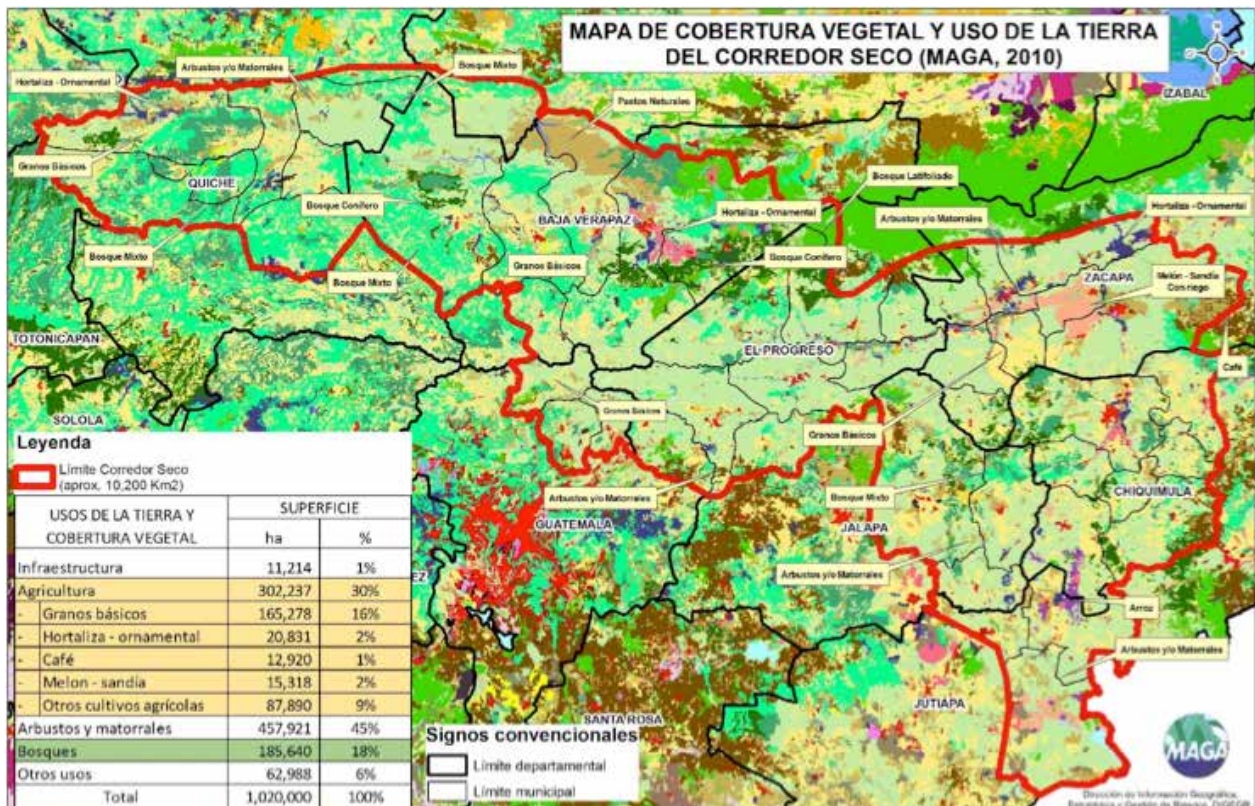 MAPA DE COBERTURA VEGETAL Y USO DE LA TIERRA
DEL CORREDOR SECO (MAGA, 2010)
IZABAL
Arbustos y/o Matorrales
Bosque Mixto
Hortaliza - Ornamental
Pastos Naturales
Granos Básicos
QUICHE
Bosque Latifoliado
Bosque Conífero
BAJA VERAPAZ
Hortaliza - Ornamental
Arbustos y/o Matorrales
Hortaliza - Ornamental
Bosque Mixto
Granos Básicos
Bosque Conífero
Bosque Mixto
ZACAPA
Melón - Sandía
Con riego
TOTONICAPAN
EL PROGRESO
Café
SOLOLA
Granos Básicos
Granos Básicos
Arbustos y/o Matorrales
Bosque Mixto
CHIQUIMULA
GUATEMALA
JALAPA
Arbustos y/o Matorrales
Arroz
Arbustos y/o Matorrales
JUTIAPA
SANTA ROSA
EZ
Leyenda
Límite Corredor Seco
(aprox. 10,200 Km2)
USOS DE LA TIERRA Y COBERTURA VEGETAL SUPERFICIE
ha %
Infraestructura 11,214 1%
Agricultura 302,237 30%
- Granos básicos 165,278 16%
- Hortaliza - ornamental 20,831 2%
- Café 12,920 1%
- Melon - sandía 15,318 2%
- Otros cultivos agrícolas 87,890 9%
Arbustos y matorrales 457,921 45%
Bosques 185,640 18%
Otros usos 62,988 6%
Total 1,020,000 100%
Signos convencionales
Límite departamental
Límite municipal
MAGA
Dirección de Información Geográfica,